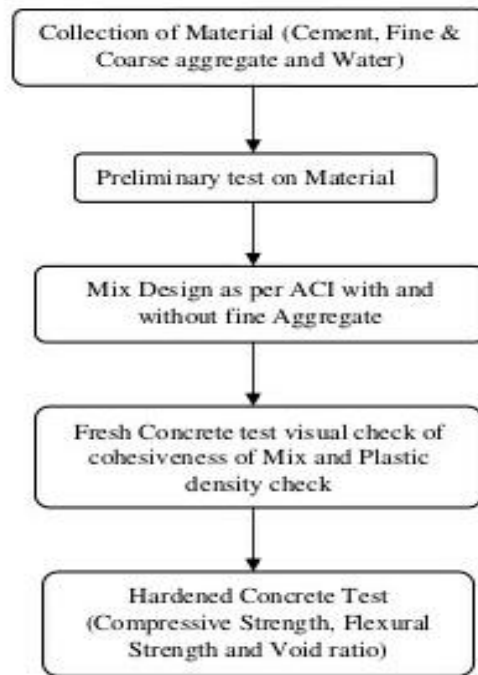 Collection of Material (Cement, Fine &
Coarse aggregate and Water)
Preliminary test on Material
Mix Design as per ACI with and
without fine Aggregate
Fresh Concrete test visual check of
cohesiveness of Mix and Plastic
density check
Hardened Concrete Test
(Compressive Strength, Flexural
Strength and Void ratio)